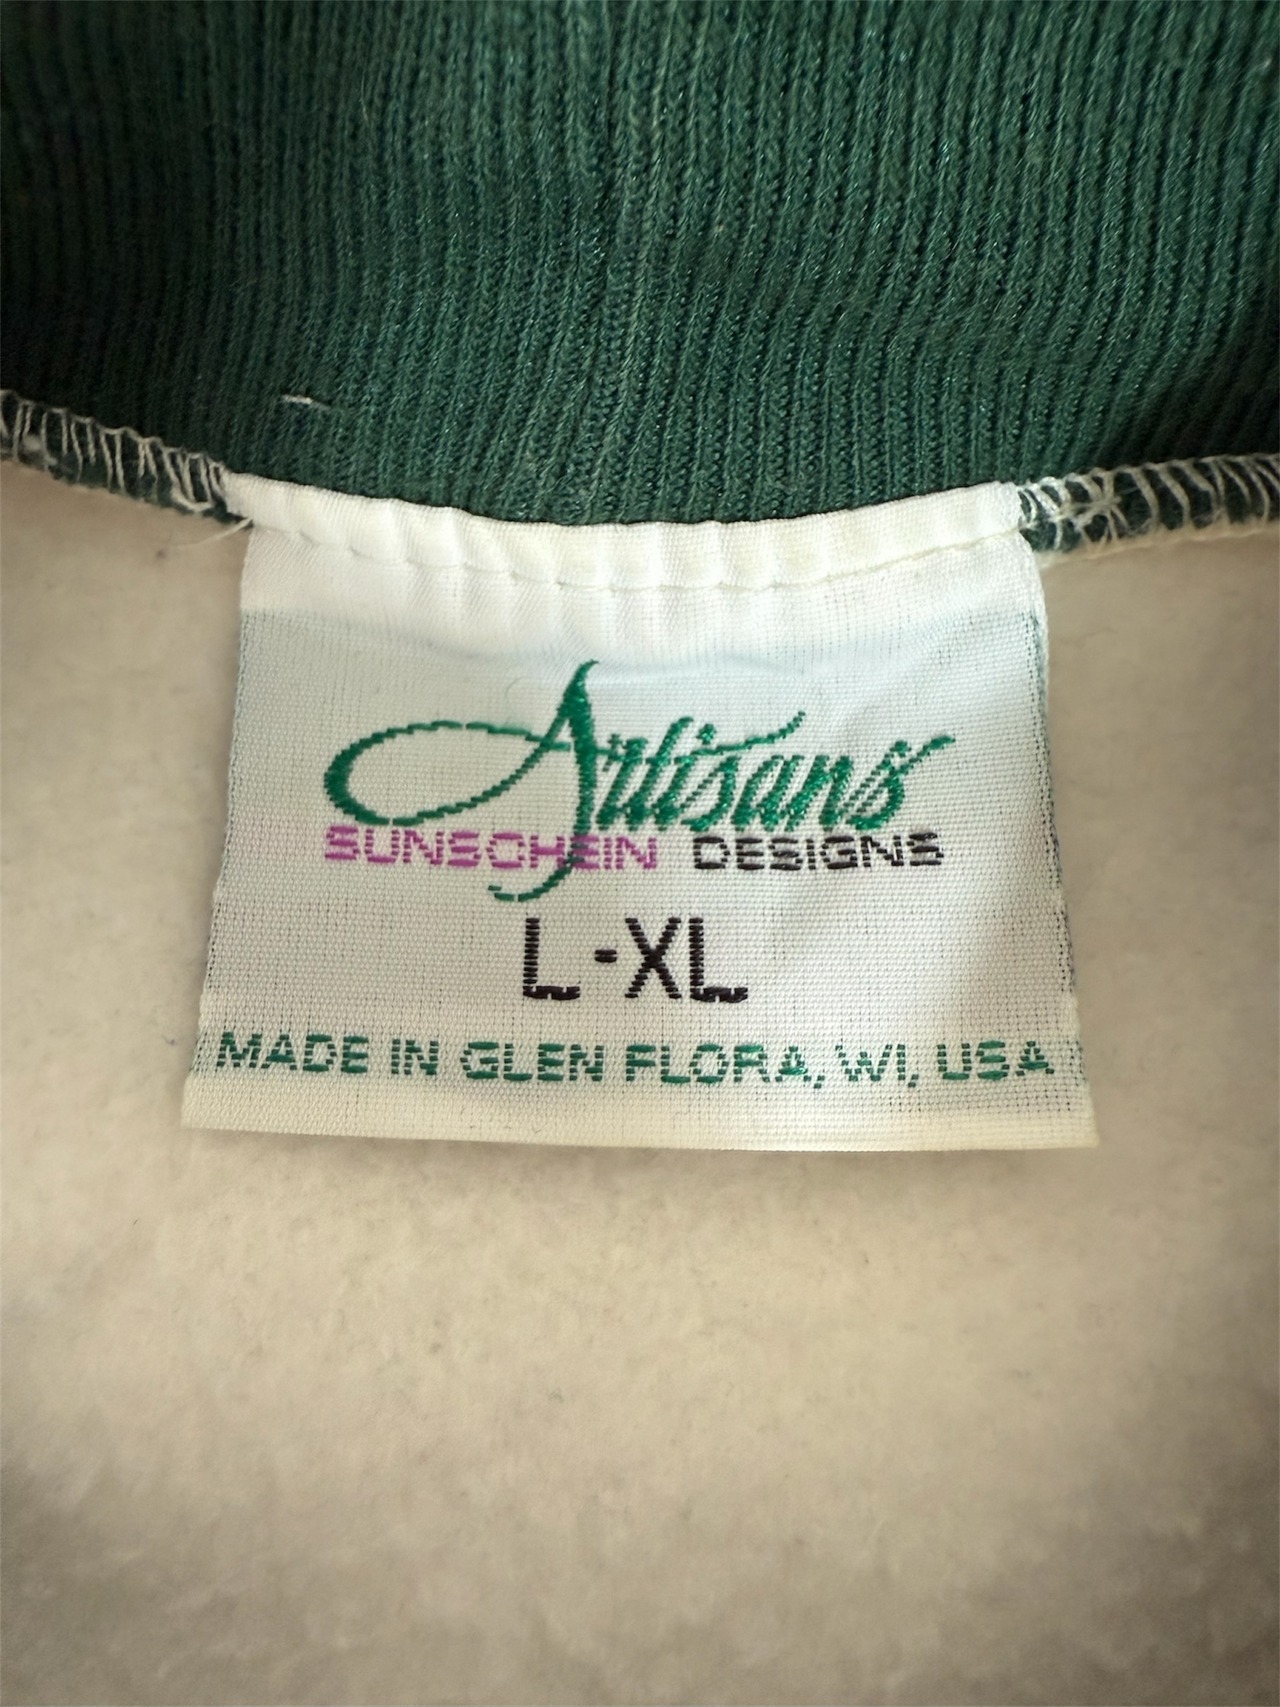 Artisans
SUNSCHEIN DESIGNS
L-XL
MADE IN GLEN FLORA, WI, USA